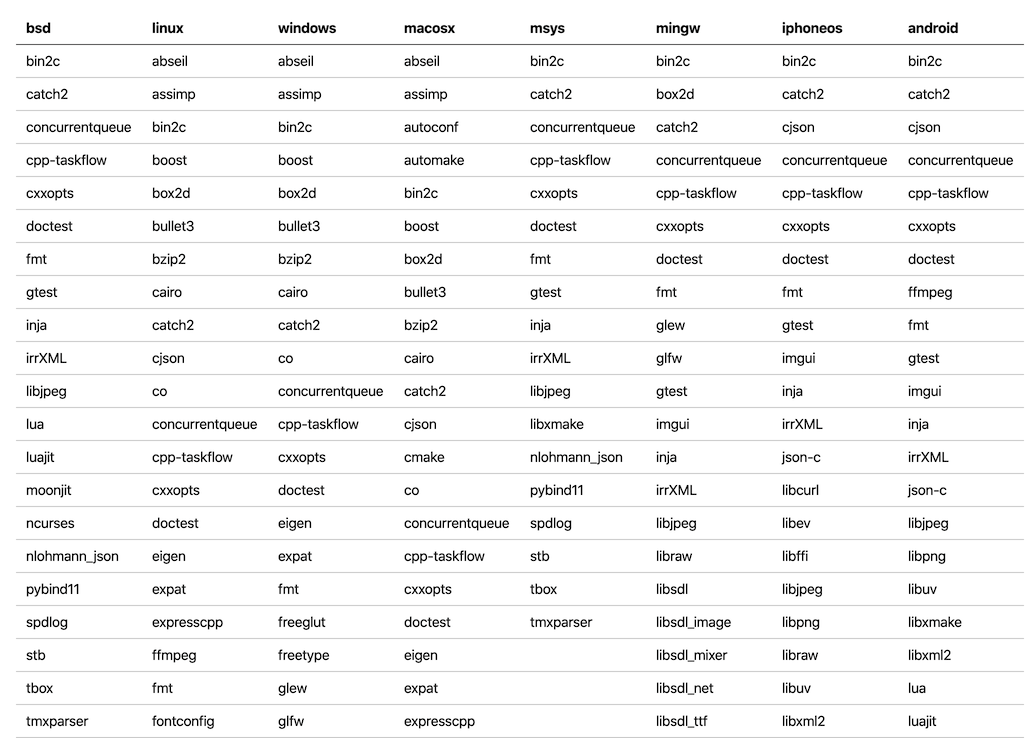 bsd linux windows macosx msys mingw iphoneos android
bin2c abseil abseil abseil bin2c bin2c bin2c bin2c
catch2 assimp assimp assimp catch2 box2d catch2 catch2
concurrentqueue bin2c bin2c autoconf concurrentqueue catch2 cjson cjson
cpp-taskflow boost boost automake cpp-taskflow concurrentqueue concurrentqueue concurrentqueue
cxxopts box2d box2d bin2c cxxopts cpp-taskflow cpp-taskflow cpp-taskflow
doctest bullet3 bullet3 boost doctest cxxopts cxxopts cxxopts
fmt bzip2 bzip2 box2d fmt doctest doctest doctest
gtest cairo cairo bullet3 gtest fmt fmt ffmpeg
inja catch2 catch2 bzip2 inja glew gtest fmt
irrXML cjson co cairo irrXML glfw imgui gtest
libjpeg co concurrentqueue catch2 libjpeg gtest inja imgui
lua concurrentqueue cpp-taskflow cjson libxmake imgui irrXML inja
luajit cpp-taskflow cxxopts cmake nlohmann_json inja json-c irrXML
moonjit cxxopts doctest co pybind11 irrXML libcurl json-c
ncurses doctest eigen concurrentqueue spdlog libjpeg libev libjpeg
nlohmann_json eigen expat cpp-taskflow stb libraw libffi libpng
pybind11 expat fmt cxxopts tbox libsdl libjpeg libuv
spdlog expresscpp freeglut doctest tmxparser libsdl_image libpng libxmake
stb ffmpeg freetype eigen libsdl_mixer libraw libxml2
tbox fmt glew expat libsdl_net libuv lua
tmxparser fontconfig glfw expresscpp libsdl_ttf libxml2 luajit